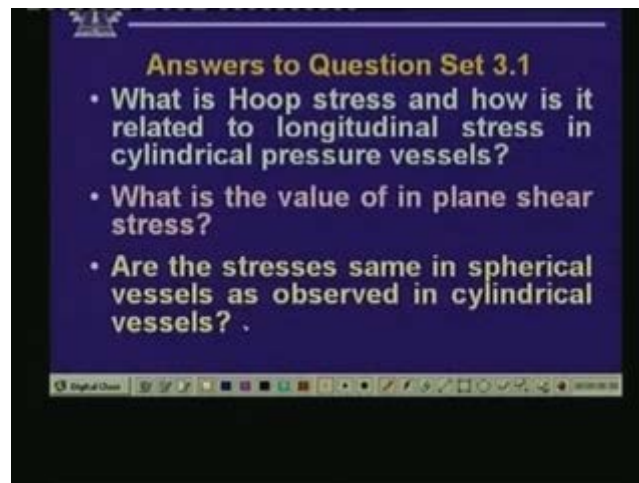 Answers to Question Set 3.1
• What is Hoop stress and how is it
related to longitudinal stress in
cylindrical pressure vessels?
• What is the value of in plane shear
stress?
• Are the stresses same in spherical
vessels as observed in cylindrical
vessels?